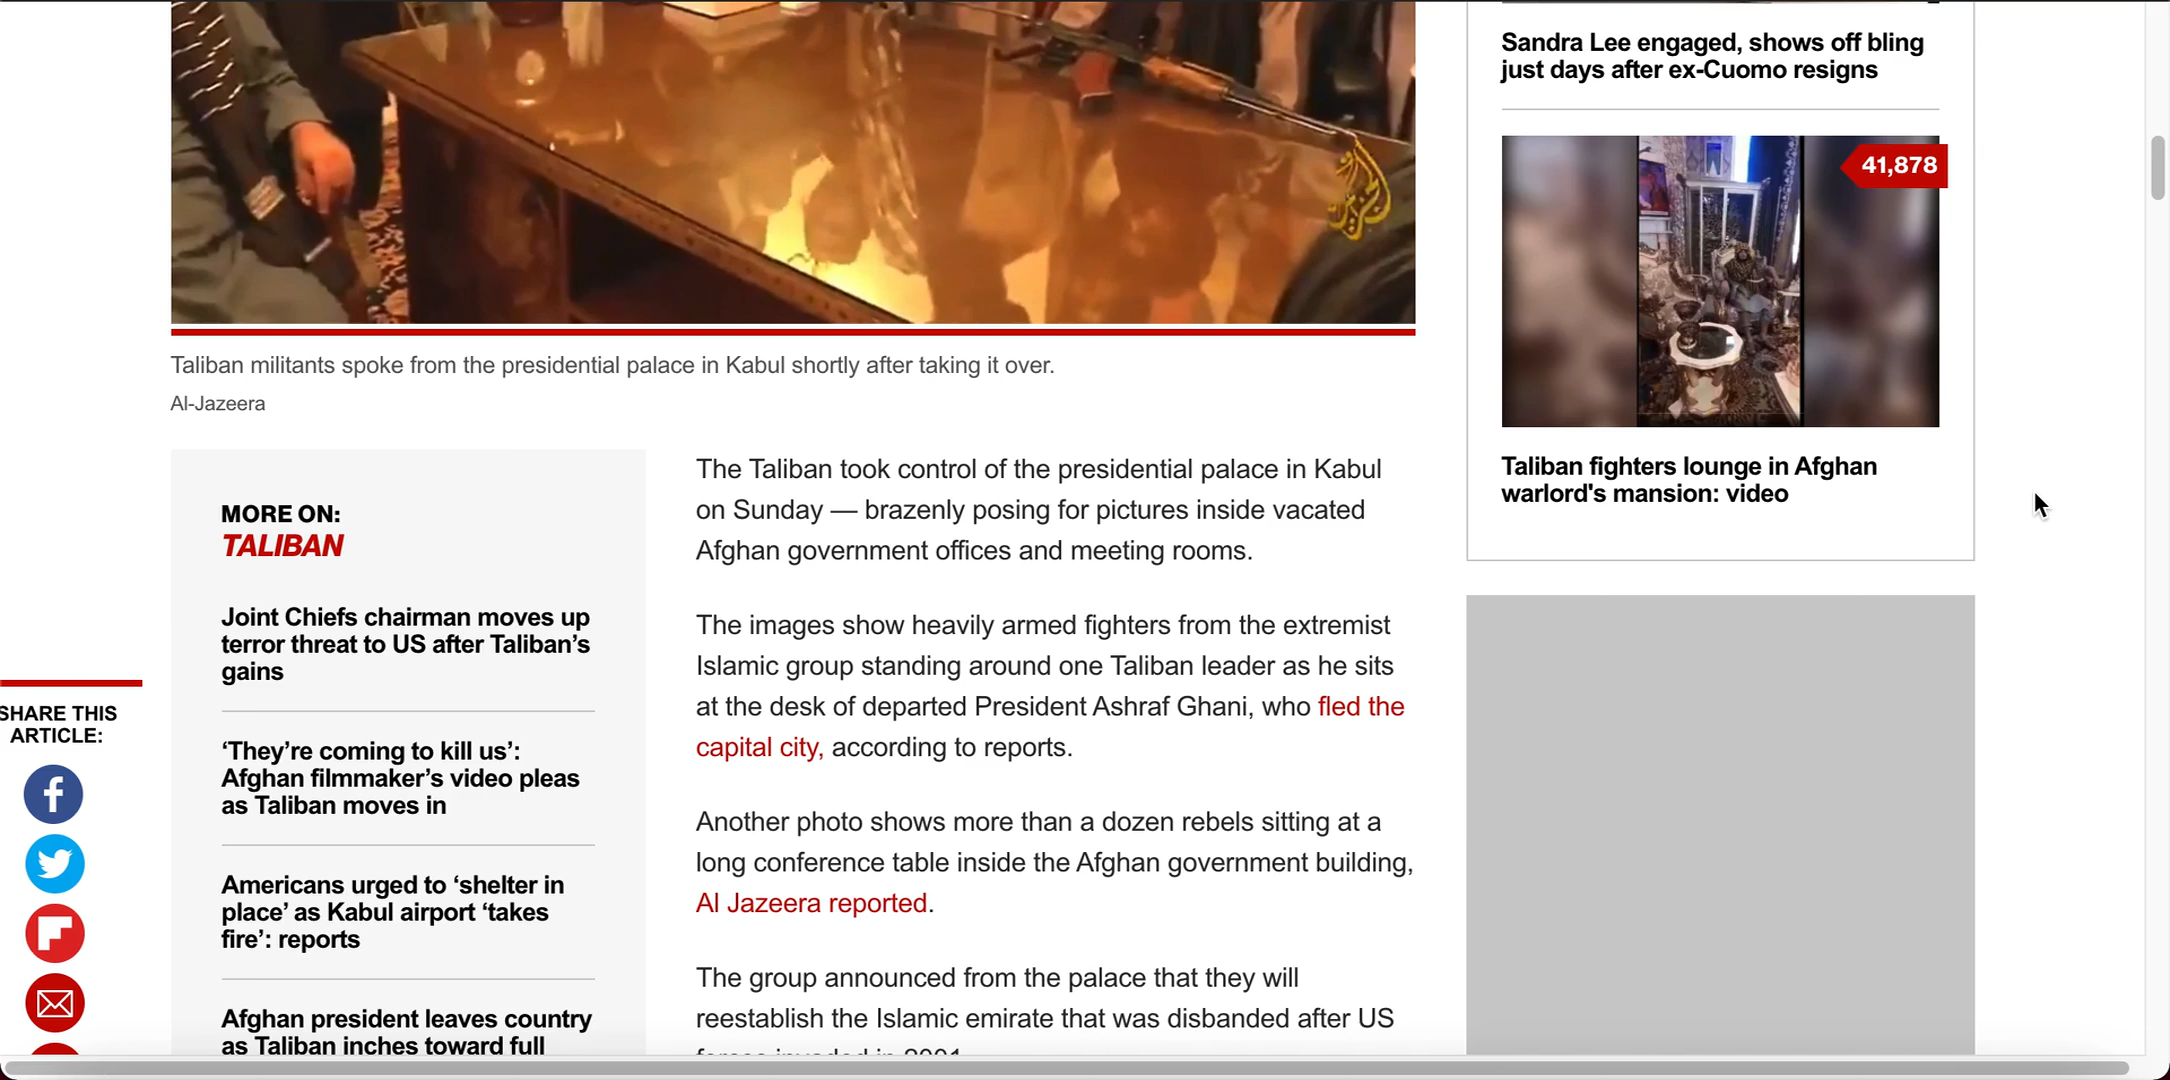 Sandra Lee engaged, shows off bling
just days after ex-Cuomo resigns
41,878
Taliban fighters lounge in Afghan
warlord's mansion: video
Taliban militants spoke from the presidential palace in Kabul shortly after taking it over.
Al-Jazeera
MORE ON:
TALIBAN
Joint Chiefs chairman moves up
terror threat to US after Taliban’s
gains
‘They’re coming to kill us’:
Afghan filmmaker’s video pleas
as Taliban moves in
Americans urged to ‘shelter in
place’ as Kabul airport ‘takes
fire’: reports
Afghan president leaves country
as Taliban inches toward full
The Taliban took control of the presidential palace in Kabul
on Sunday — brazenly posing for pictures inside vacated
Afghan government offices and meeting rooms.
The images show heavily armed fighters from the extremist
Islamic group standing around one Taliban leader as he sits
at the desk of departed President Ashraf Ghani, who fled the
capital city, according to reports.
Another photo shows more than a dozen rebels sitting at a
long conference table inside the Afghan government building,
Al Jazeera reported.
The group announced from the palace that they will
reestablish the Islamic emirate that was disbanded after US
forces invaded in 2001.
SHARE THIS
ARTICLE: